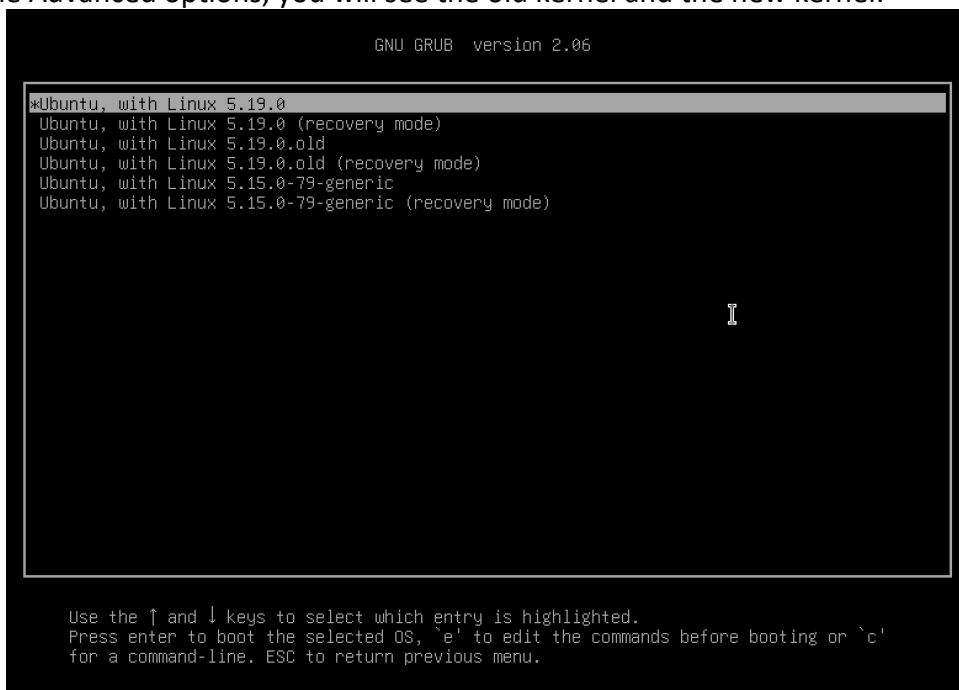 e Advanced options, you will see the old kernel and the new kernel.
GNU GRUB version 2.06
*Ubuntu, with Linux 5.19.0
Ubuntu, with Linux 5.19.0 (recovery mode)
Ubuntu, with Linux 5.19.0.old
Ubuntu, with Linux 5.19.0.old (recovery mode)
Ubuntu, with Linux 5.15.0-79-generic
Ubuntu, with Linux 5.15.0-79-generic (recovery mode)
Use the ↑ and ↓ keys to select which entry is highlighted.
Press enter to boot the selected OS, `e' to edit the commands before booting or `c'
for a command-line. ESC to return previous menu.